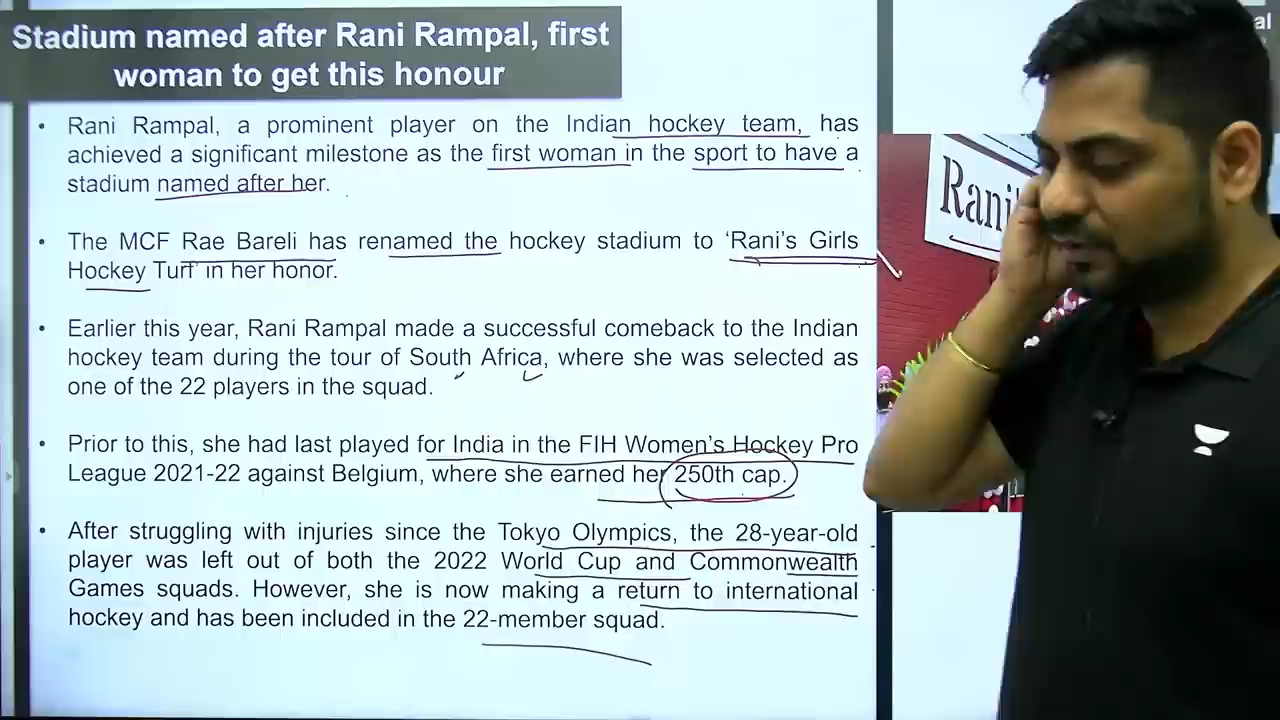 Stadium named after Rani Rampal, first
woman to get this honour
• Rani Rampal, a prominent player on the Indian hockey team, has
achieved a significant milestone as the first woman in the sport to have a
stadium named after her.
• The MCF Rae Bareli has renamed the hockey stadium to ‘Rani’s Girls
Hockey Turf’ in her honor.
• Earlier this year, Rani Rampal made a successful comeback to the Indian
hockey team during the tour of South Africa, where she was selected as
one of the 22 players in the squad.
• Prior to this, she had last played for India in the FIH Women’s Hockey Pro
League 2021-22 against Belgium, where she earned her 250th cap.
• After struggling with injuries since the Tokyo Olympics, the 28-year-old
player was left out of both the 2022 World Cup and Commonwealth
Games squads. However, she is now making a return to international
hockey and has been included in the 22-member squad.
Rani'
al